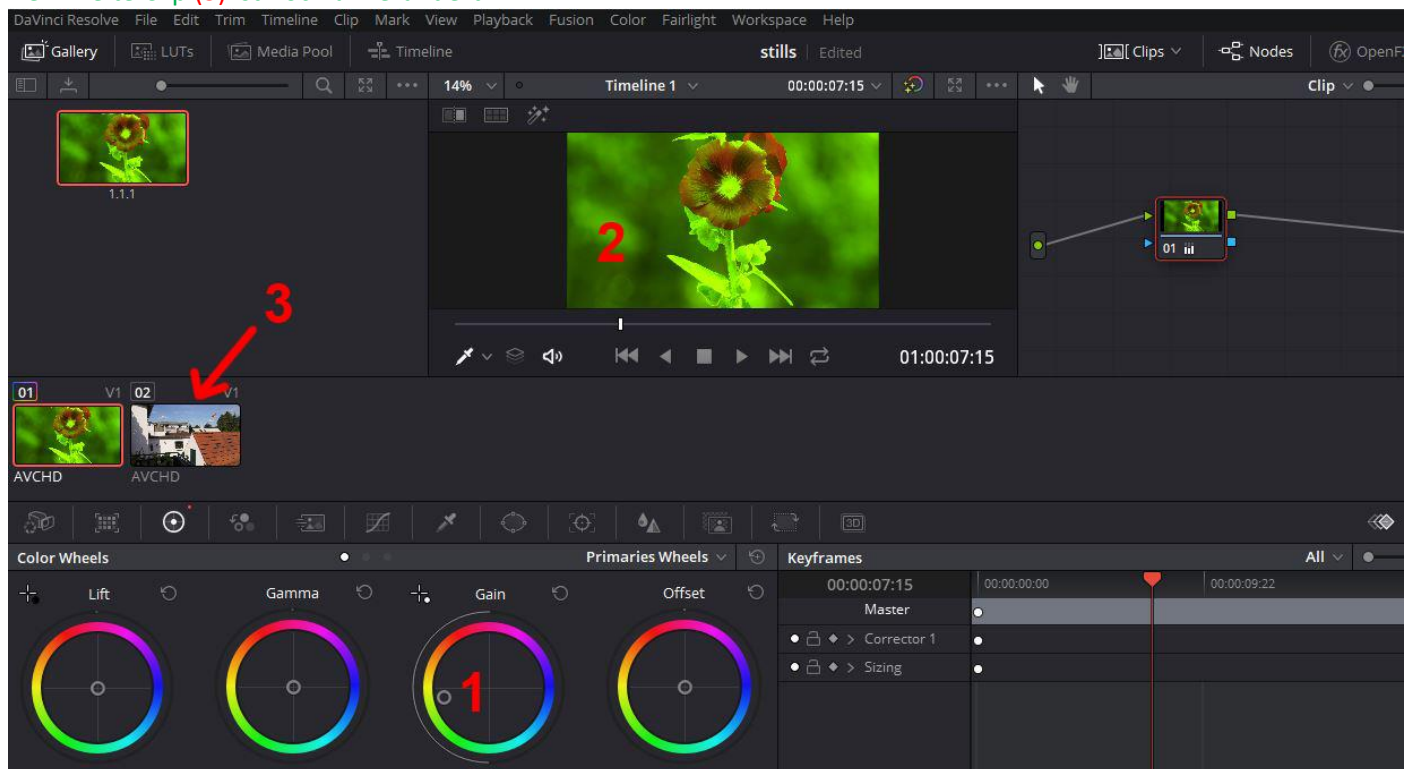 DaVinci Resolve File Edit Trim Timeline Clip Mark View Playback Fusion Color Fairlight Workspace Help
Gallery LUTs Media Pool Timeline stills Edited Clips Nodes fx OpenF
14% Timeline 1 00:00:07:15 Clip
1.1.1
2
01
3
01:00:07:15
01 V1 02 V1
AVCHD AVCHD
3D
Color Wheels Primaries Wheels Keyframes All
Lift Gamma Gain Offset
00:00:07:15 00:00:00:00 00:00:09:22
Master
Corrector 1
Sizing
1